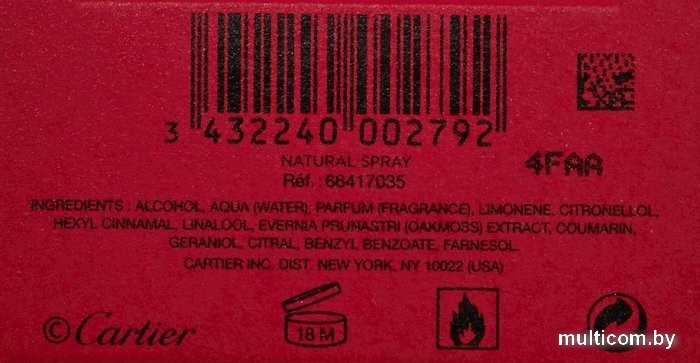 3 432240 002792
NATURAL SPRAY
Réf. : 66417035
4FAA
INGREDIENTS : ALCOHOL, AQUA (WATER), PARFUM (FRAGRANCE), LIMONENE, CITRONELLOL,
HEXYL CINNAMAL, LINALOOL, EVERNIA PRUNASTRI (OAKMOSS) EXTRACT, COUMARIN,
GERANIOL, CITRAL, BENZYL BENZOATE, FARNESOL.
CARTIER INC. DIST. NEW YORK, NY 10022 (USA)
©Cartier
18 M
multicom.by